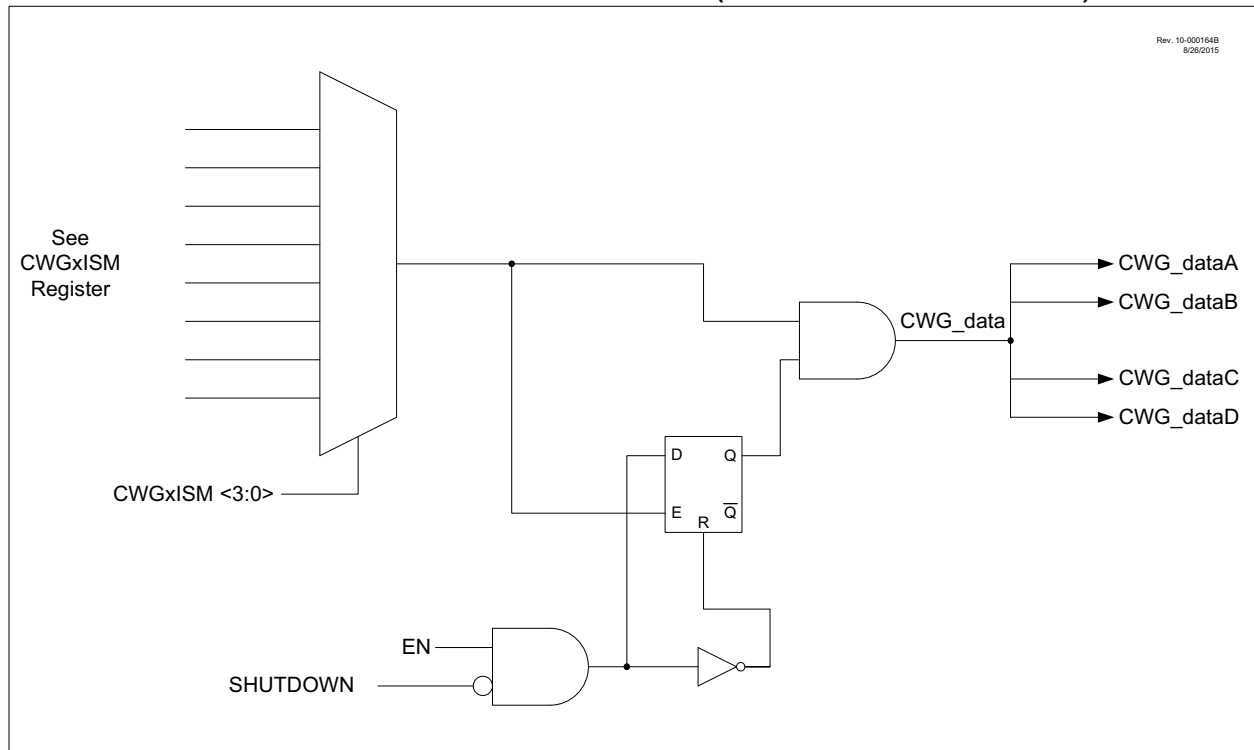 Rev. 10-000164B
8/26/2015
See
CWGxISM
Register
CWGxISM <3:0>
CWG_data
CWG_dataA
CWG_dataB
CWG_dataC
CWG_dataD
D
Q
E
Q
R
EN
SHUTDOWN